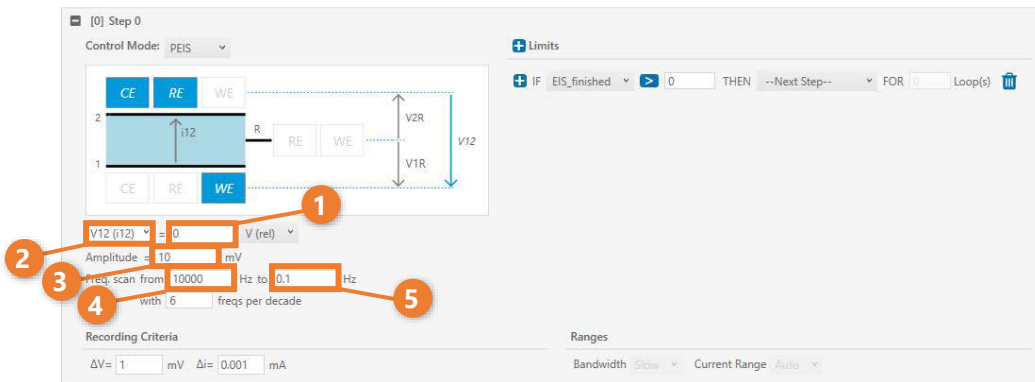 [0] Step 0
Control Mode: PEIS
Limits
IF EIS_finished > 0 THEN --Next Step-- FOR 0 Loop(s)
CE RE WE
2
i12
R
RE WE
V2R
V12
V1R
1
CE RE WE
1
V12 (i12) = 0 V (rel)
2
Amplitude = 10 mV
3
Freq. scan from 10000 Hz to 0.1 Hz
4
5
with 6 freqs per decade
Recording Criteria
Ranges
ΔV= 1 mV Δi= 0.001 mA
Bandwidth Slow Current Range Auto